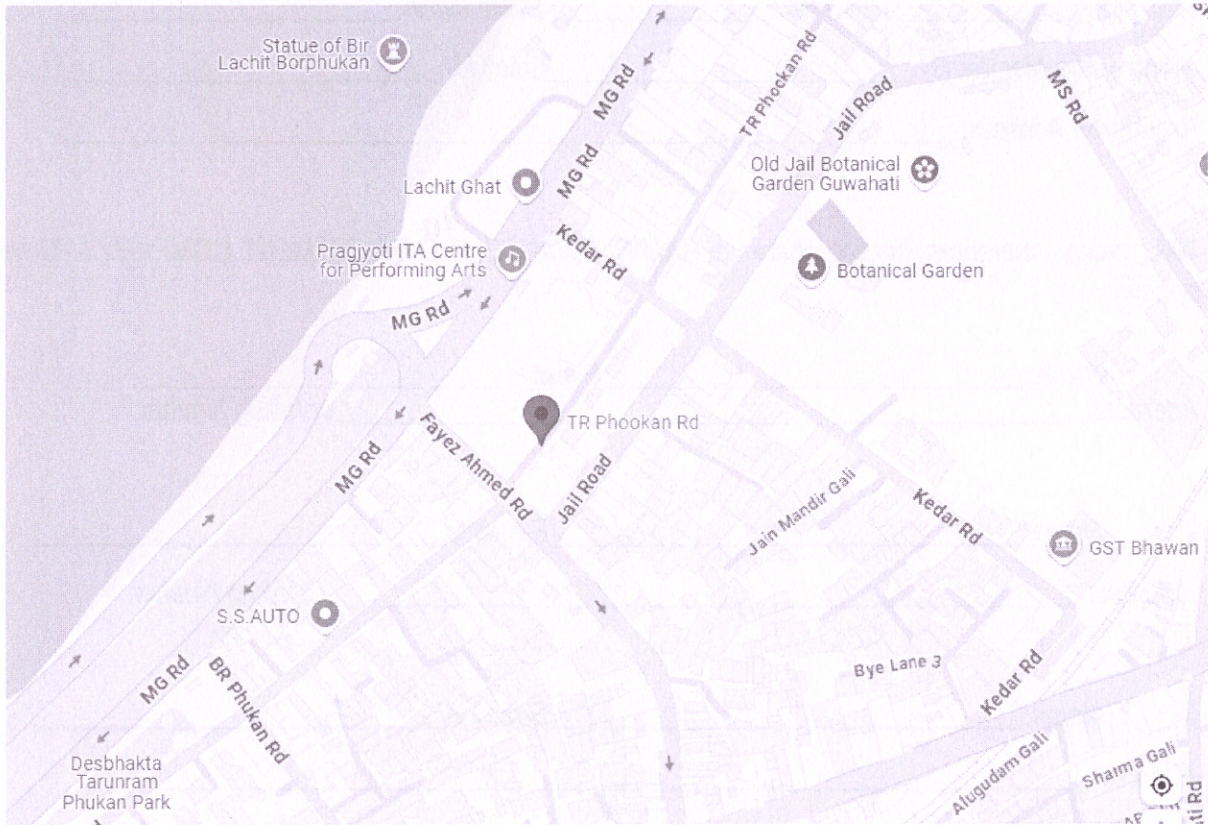 Statue of Bir
Lachit Borphukan
MG Rd
TR Phockan Rd
Jail Road
MS Rd
Lachit Ghat
MG Rd
Old Jail Botanical
Garden Guwahati
Pragjyoti ITA Centre
for Performing Arts
Kedar Rd
Botanical Garden
MG Rd
TR Phookan Rd
Fayez Ahmed Rd
MG Rd
Jail Road
Jain Mandir Gali
Kedar Rd
GST Bhawan
S.S.AUTO
MG Rd
BR Phukan Rd
Bye Lane 3
Kedar Rd
Desbhakta
Tarunram
Phukan Park
Sharma Gali